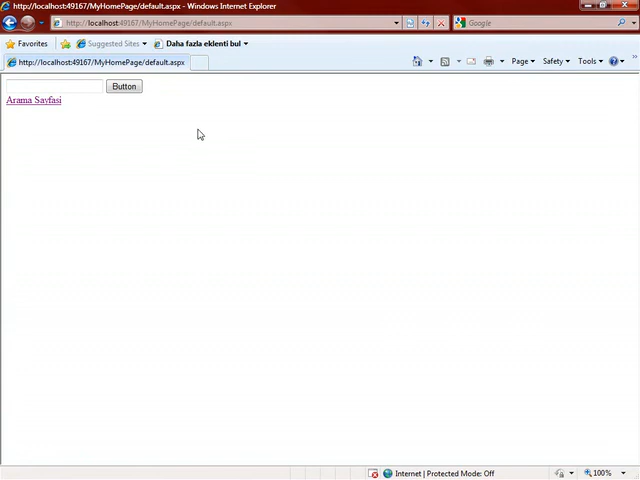 http://localhost:49167/MyHomePage/default.aspx - Windows Internet Explorer
http://localhost:49167/MyHomePage/default.aspx
Google
Favorites
Suggested Sites
Daha fazla eklenti bul
http://localhost:49167/MyHomePage/default.aspx
Page
Safety
Tools
Button
Arama Sayfasi
Internet | Protected Mode: Off
100%